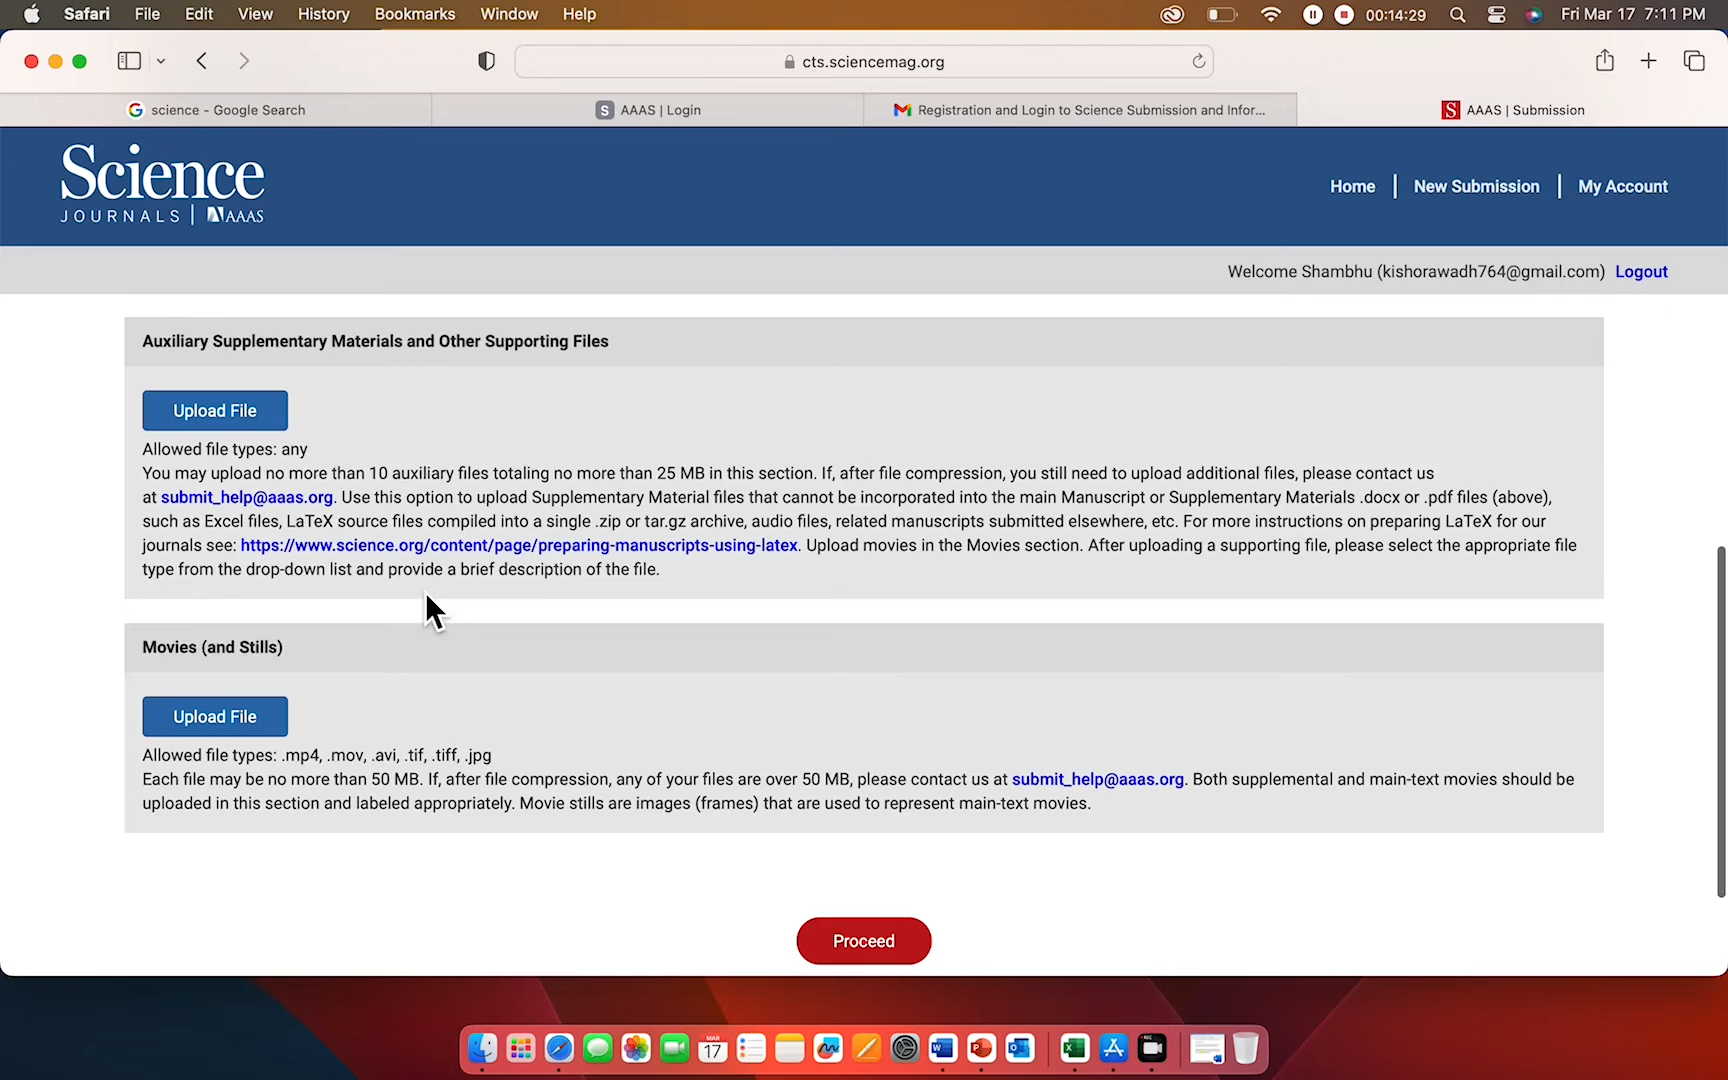 Safari File Edit View History Bookmarks Window Help 00:14:29 Fri Mar 17 7:11 PM
cts.sciencemag.org
science - Google Search AAAS | Login Registration and Login to Science Submission and Infor... AAAS | Submission
Science
JOURNALS | AAAS
Home | New Submission | My Account
Welcome Shambhu (kishorawadh764@gmail.com) Logout
Auxiliary Supplementary Materials and Other Supporting Files
Upload File
Allowed file types: any
You may upload no more than 10 auxiliary files totaling no more than 25 MB in this section. If, after file compression, you still need to upload additional files, please contact us
at submit_help@aaas.org. Use this option to upload Supplementary Material files that cannot be incorporated into the main Manuscript or Supplementary Materials .docx or .pdf files (above),
such as Excel files, LaTeX source files compiled into a single .zip or tar.gz archive, audio files, related manuscripts submitted elsewhere, etc. For more instructions on preparing LaTeX for our
journals see: https://www.science.org/content/page/preparing-manuscripts-using-latex. Upload movies in the Movies section. After uploading a supporting file, please select the appropriate file
type from the drop-down list and provide a brief description of the file.
Movies (and Stills)
Upload File
Allowed file types: .mp4, .mov, .avi, .tif, .tiff, .jpg
Each file may be no more than 50 MB. If, after file compression, any of your files are over 50 MB, please contact us at submit_help@aaas.org. Both supplemental and main-text movies should be
uploaded in this section and labeled appropriately. Movie stills are images (frames) that are used to represent main-text movies.
Proceed
MAR
17